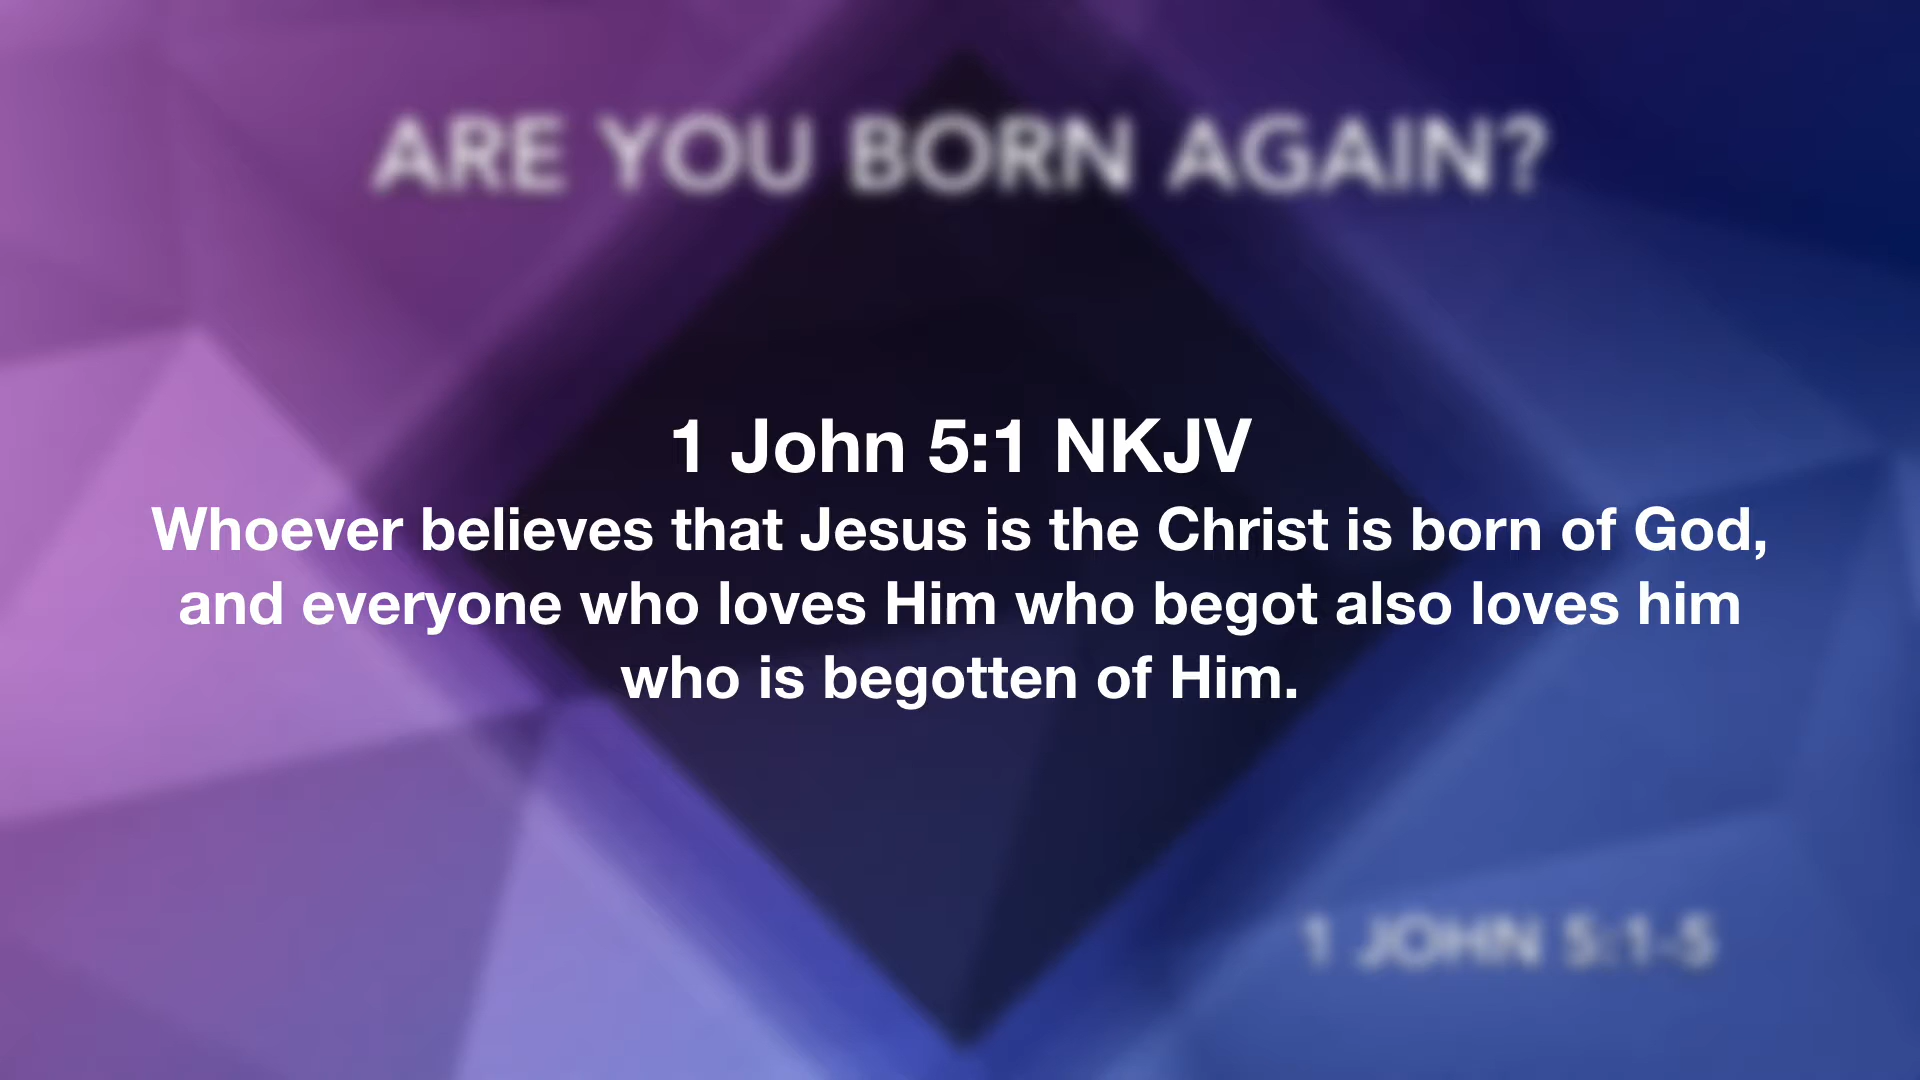 ARE YOU BORN AGAIN?
1 John 5:1 NKJV
Whoever believes that Jesus is the Christ is born of God,
and everyone who loves Him who begot also loves him
who is begotten of Him.
1 JOHN 5:1-5